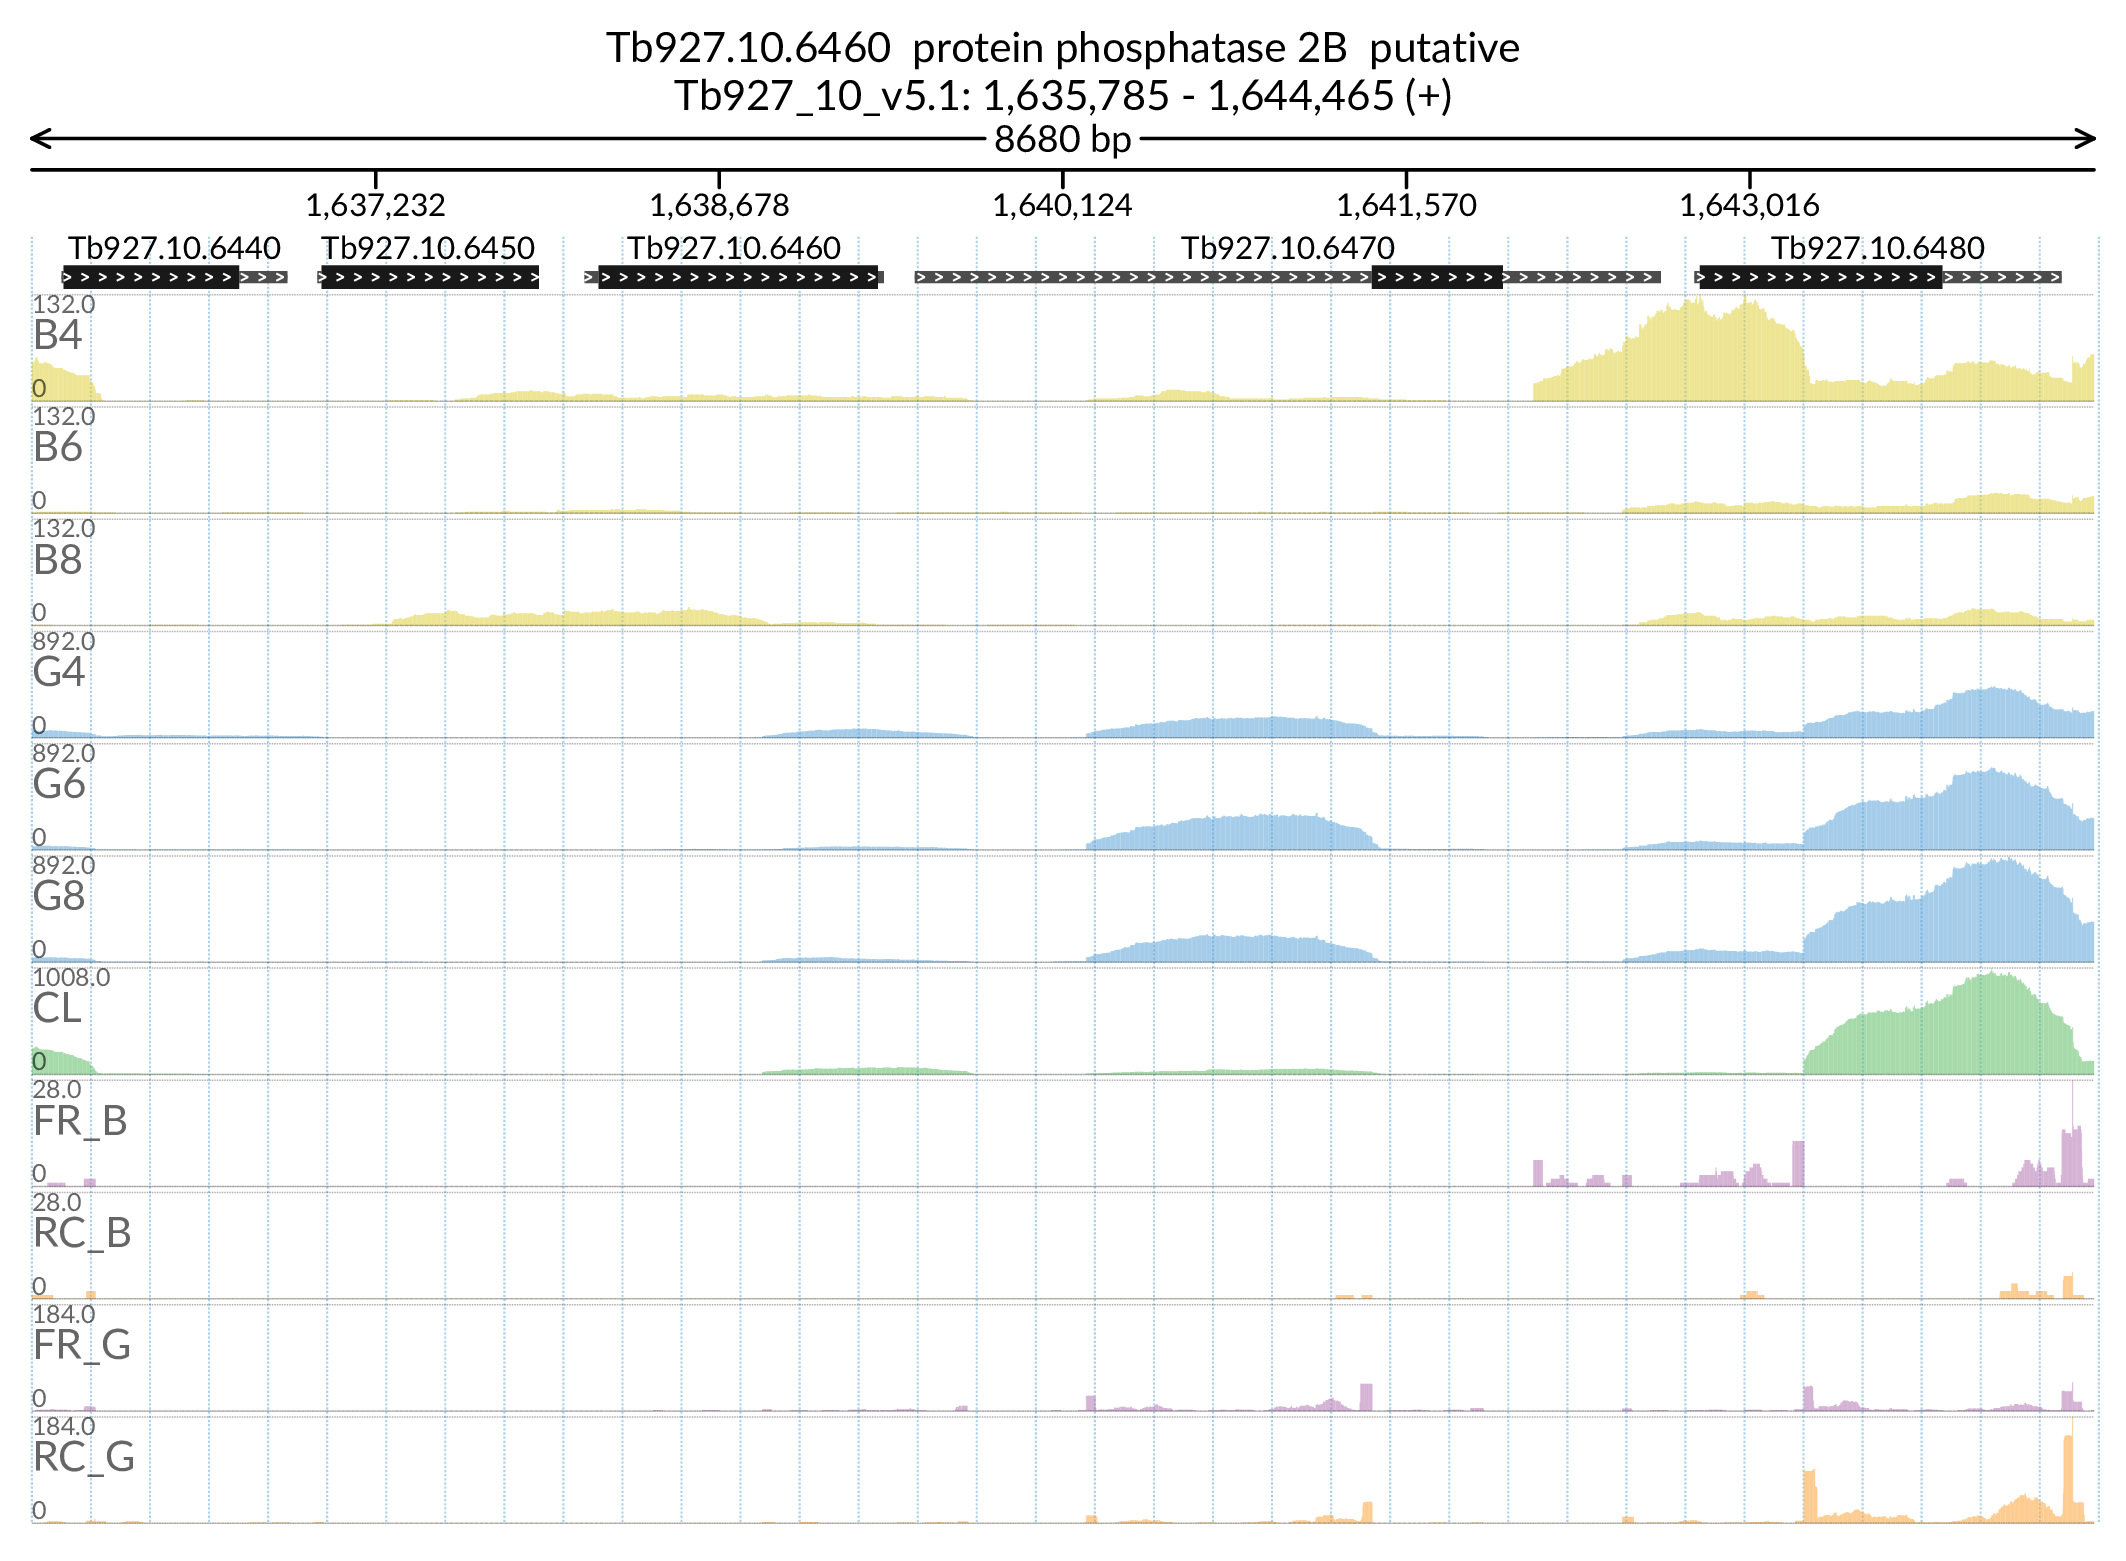 Tb927.10.6460  protein phosphatase 2B  putative
Tb927_10_v5.1: 1,635,785 - 1,644,465 (+)
8680 bp
1,637,232 1,638,678 1,640,124 1,641,570 1,643,016
Tb927.10.6440 Tb927.10.6450 Tb927.10.6460 Tb927.10.6470 Tb927.10.6480
132.0
B4
0
132.0
B6
0
132.0
B8
0
892.0
G4
0
892.0
G6
0
892.0
G8
0
1008.0
CL
0
28.0
FR_B
0
28.0
RC_B
0
184.0
FR_G
0
184.0
RC_G
0